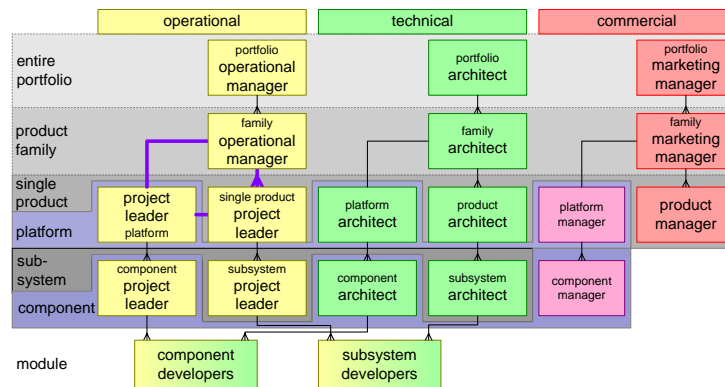 operational
technical
commercial
entire
portfolio
portfolio
operational
manager
portfolio
architect
portfolio
marketing
manager
product
family
family
operational
manager
family
architect
family
marketing
manager
single
product
platform
project
leader
platform
single product
project
leader
platform
architect
product
architect
platform
manager
product
manager
sub-
system
component
component
project
leader
subsystem
project
leader
component
architect
subsystem
architect
component
manager
module
component
developers
subsystem
developers